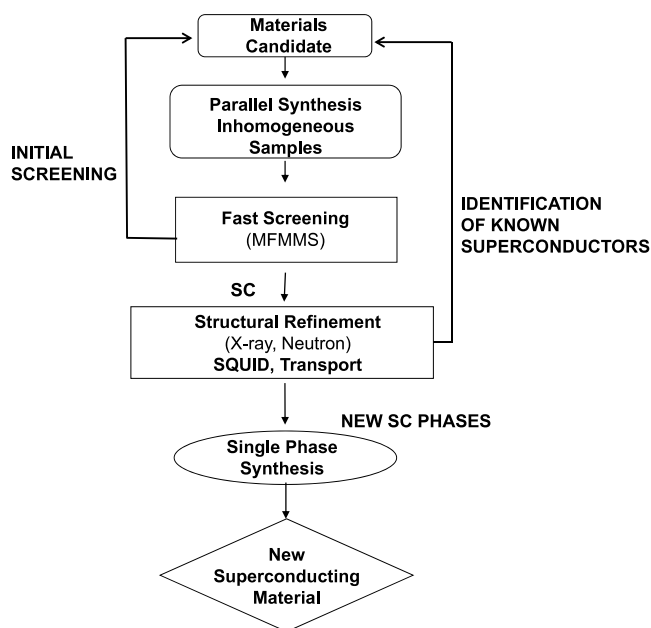 Materials
Candidate
Parallel Synthesis
Inhomogeneous
Samples
INITIAL
SCREENING
IDENTIFICATION
OF KNOWN
SUPERCONDUCTORS
Fast Screening
(MFMMS)
SC
Structural Refinement
(X-ray, Neutron)
SQUID, Transport
NEW SC PHASES
Single Phase
Synthesis
New
Superconducting
Material